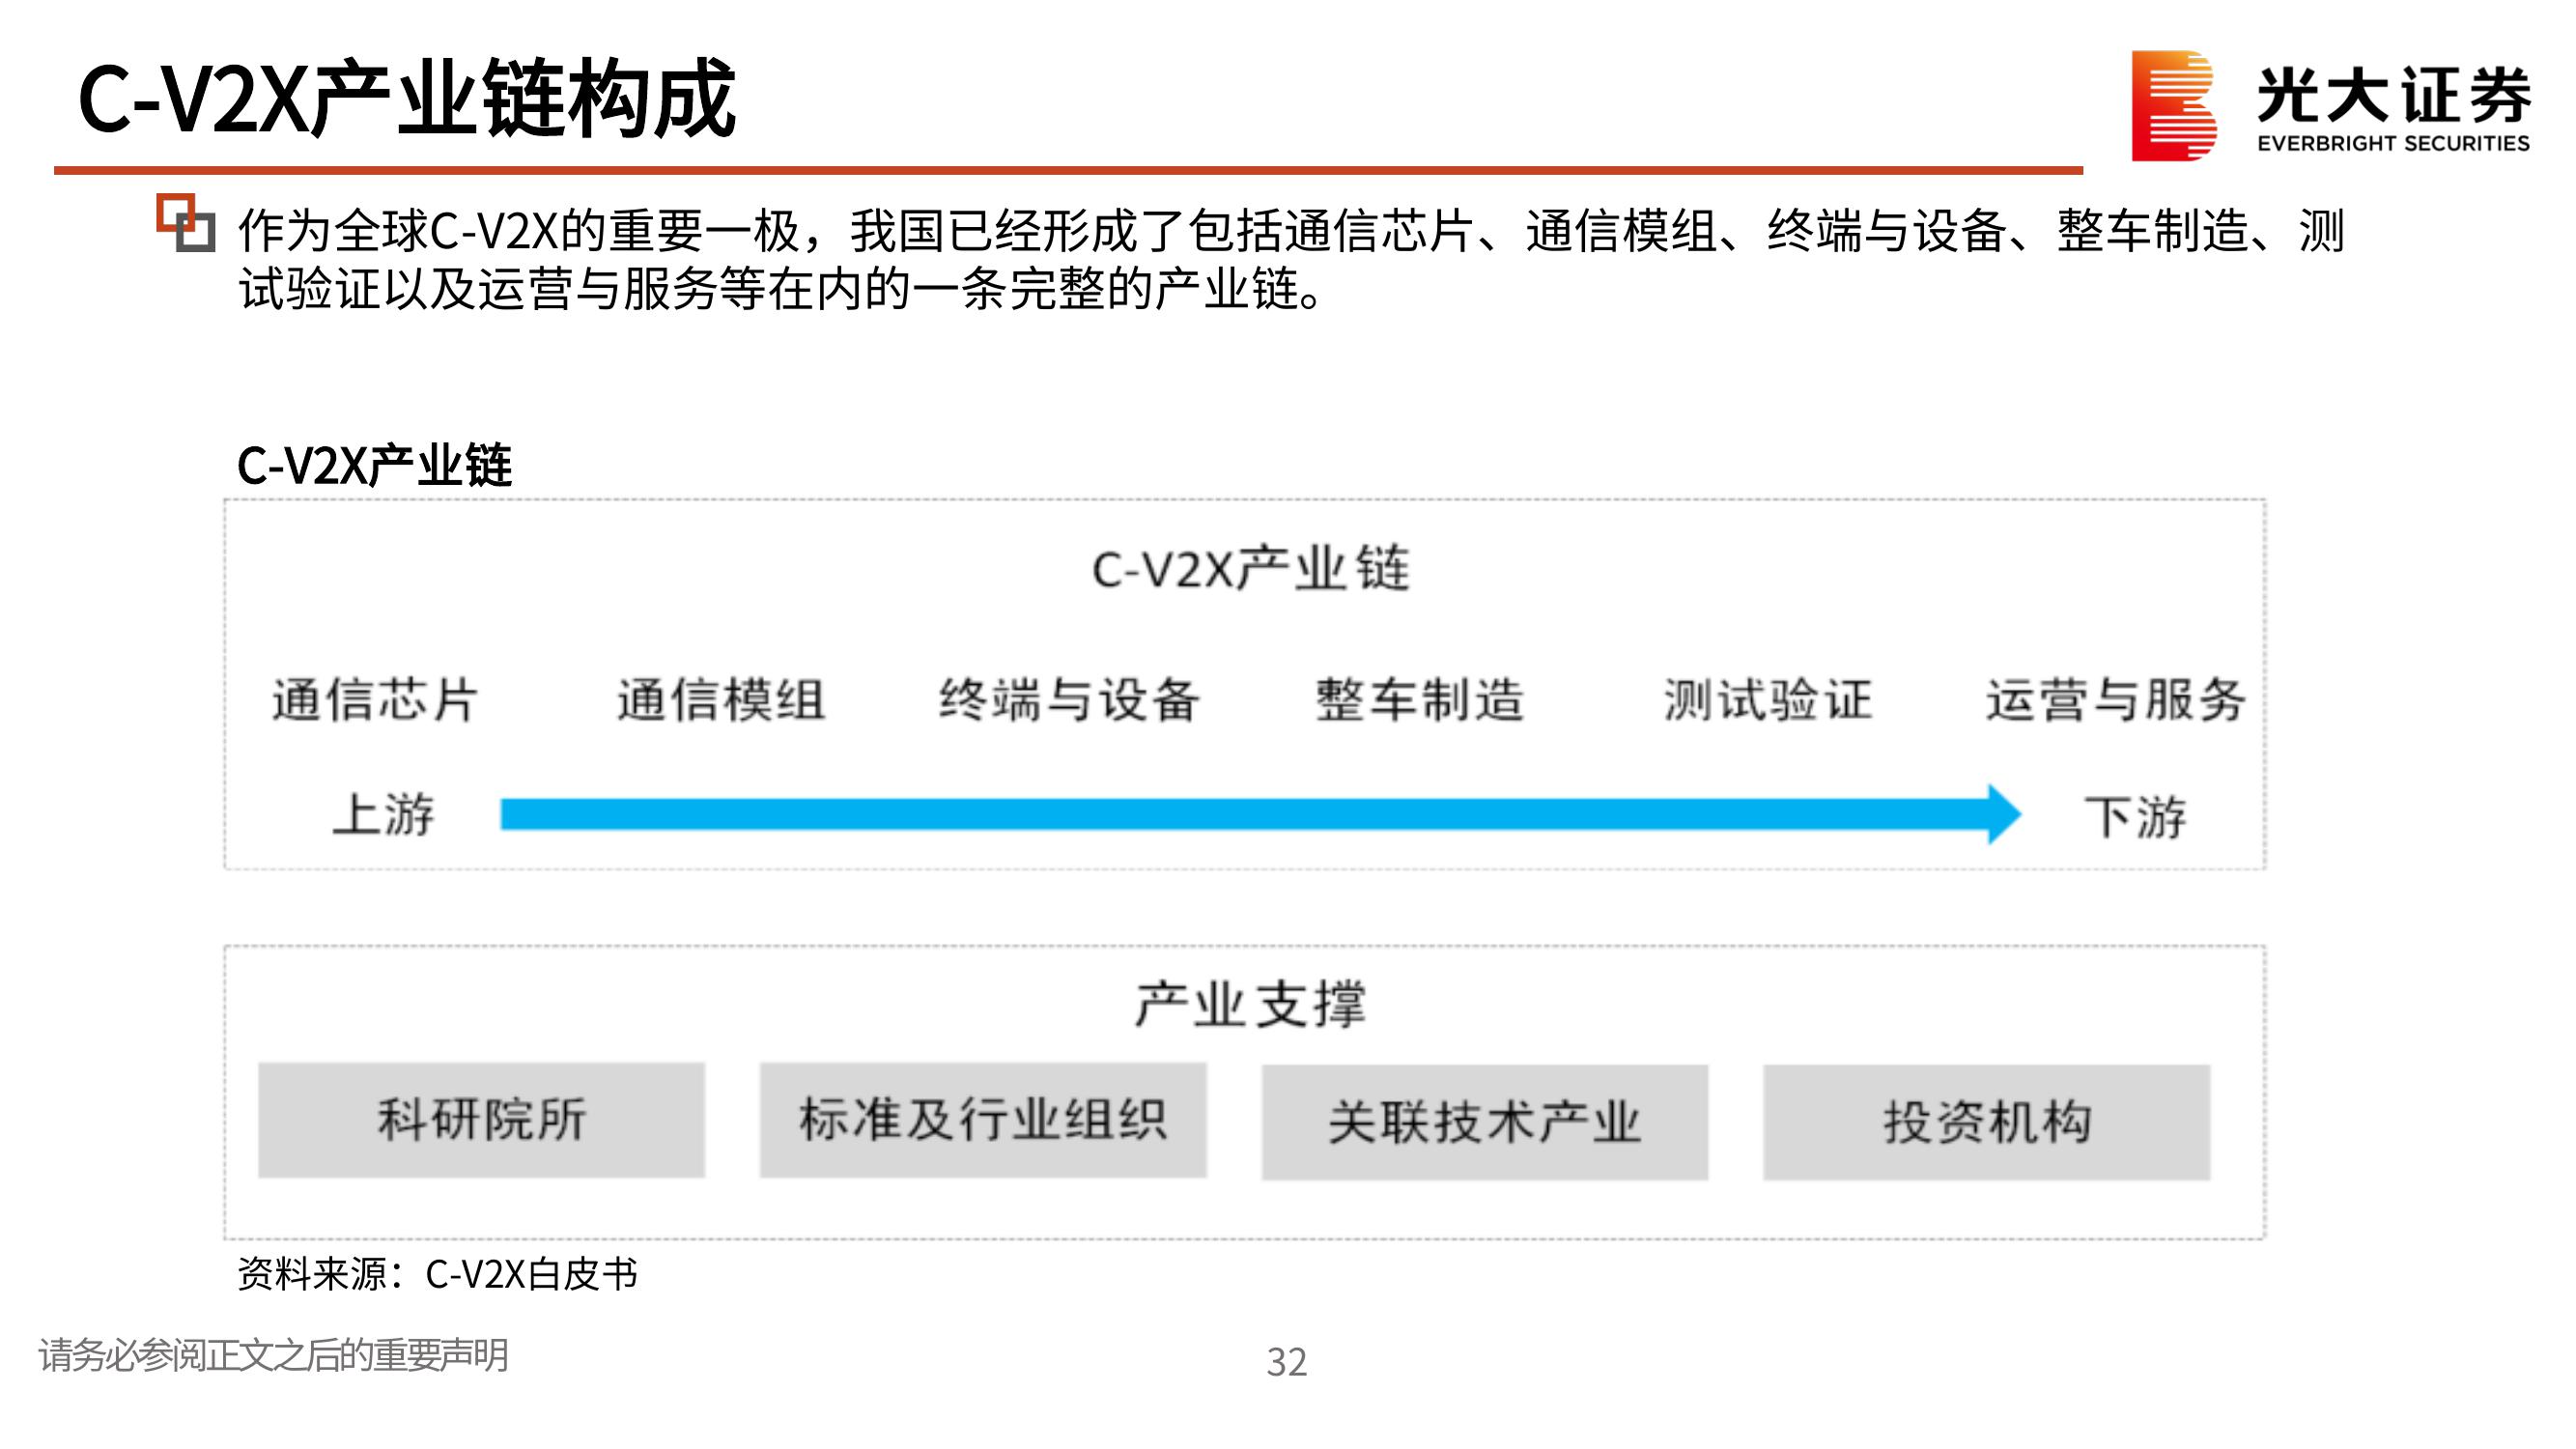 C-V2X产业链构成
光大证券
EVERBRIGHT SECURITIES
作为全球C-V2X的重要一极，我国已经形成了包括通信芯片、通信模组、终端与设备、整车制造、测
试验证以及运营与服务等在内的一条完整的产业链。
C-V2X产业链
C-V2X产业链
通信芯片 通信模组 终端与设备 整车制造 测试验证 运营与服务
上游 下游
产业支撑
科研院所 标准及行业组织 关联技术产业 投资机构
资料来源：C-V2X白皮书
请务必参阅正文之后的重要声明
32